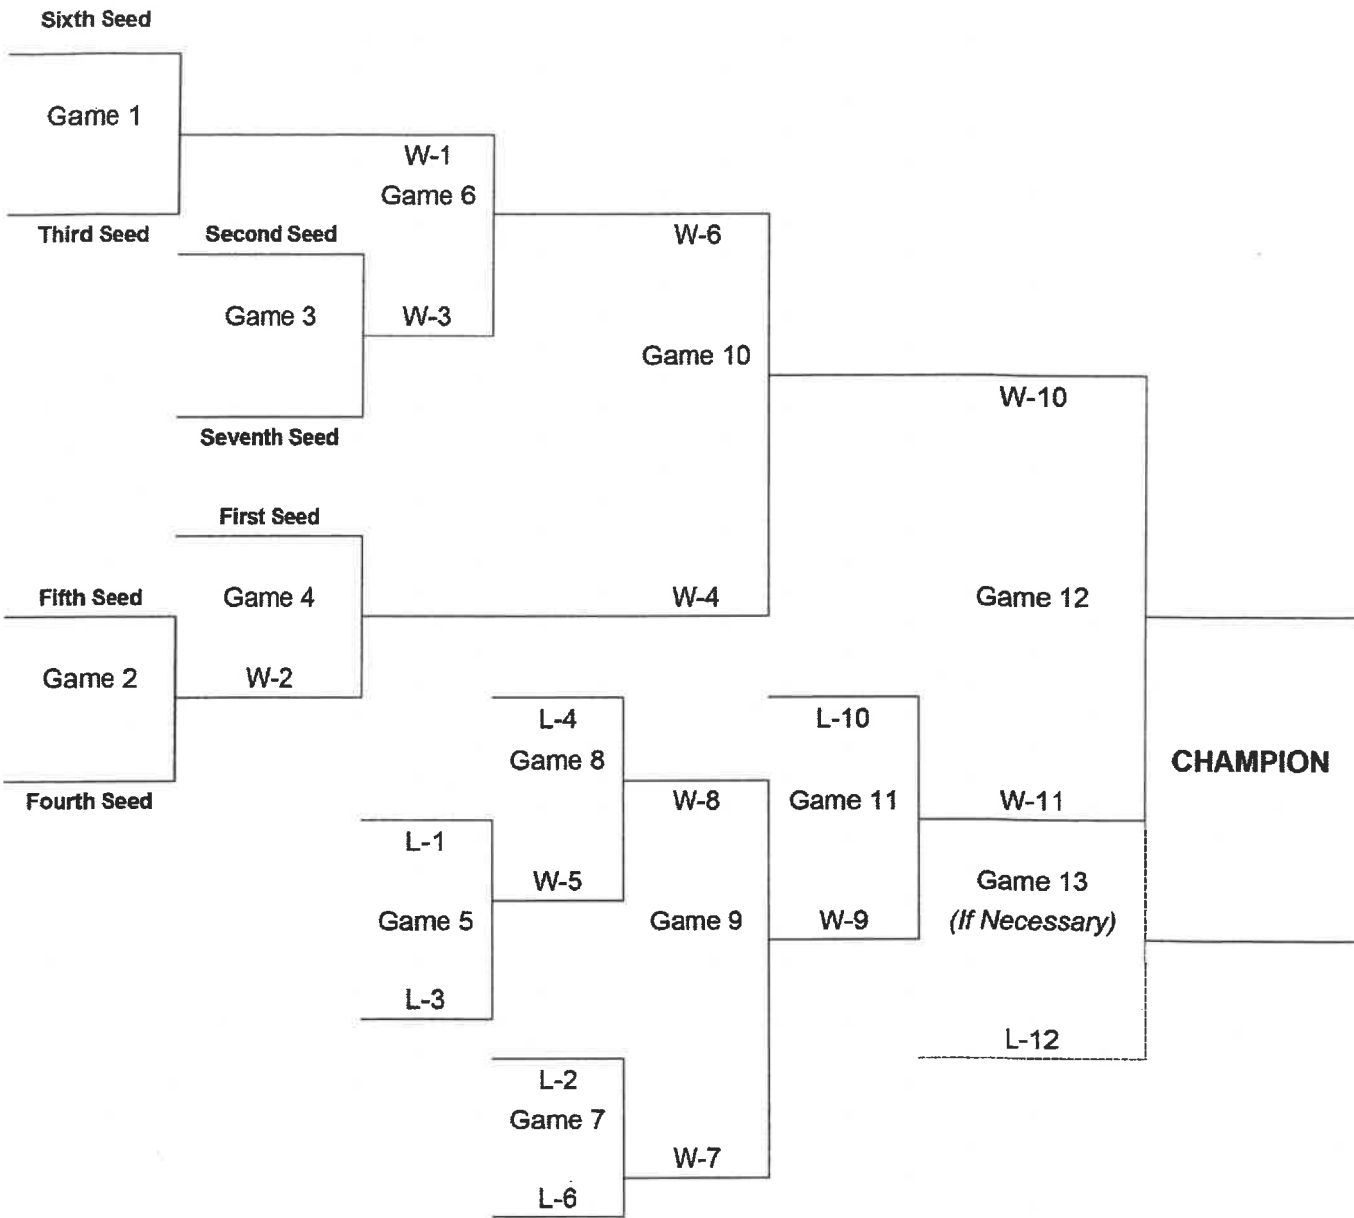 Sixth Seed
Game 1
W-1
Game 6
Third Seed
Second Seed
W-6
Game 3
W-3
Game 10
W-10
Seventh Seed
First Seed
Fifth Seed
Game 4
W-4
Game 12
Game 2
W-2
L-4
L-10
Game 8
CHAMPION
Fourth Seed
W-8
Game 11
W-11
L-1
W-5
Game 13
Game 5
Game 9
W-9
(If Necessary)
L-3
L-12
L-2
Game 7
W-7
L-6